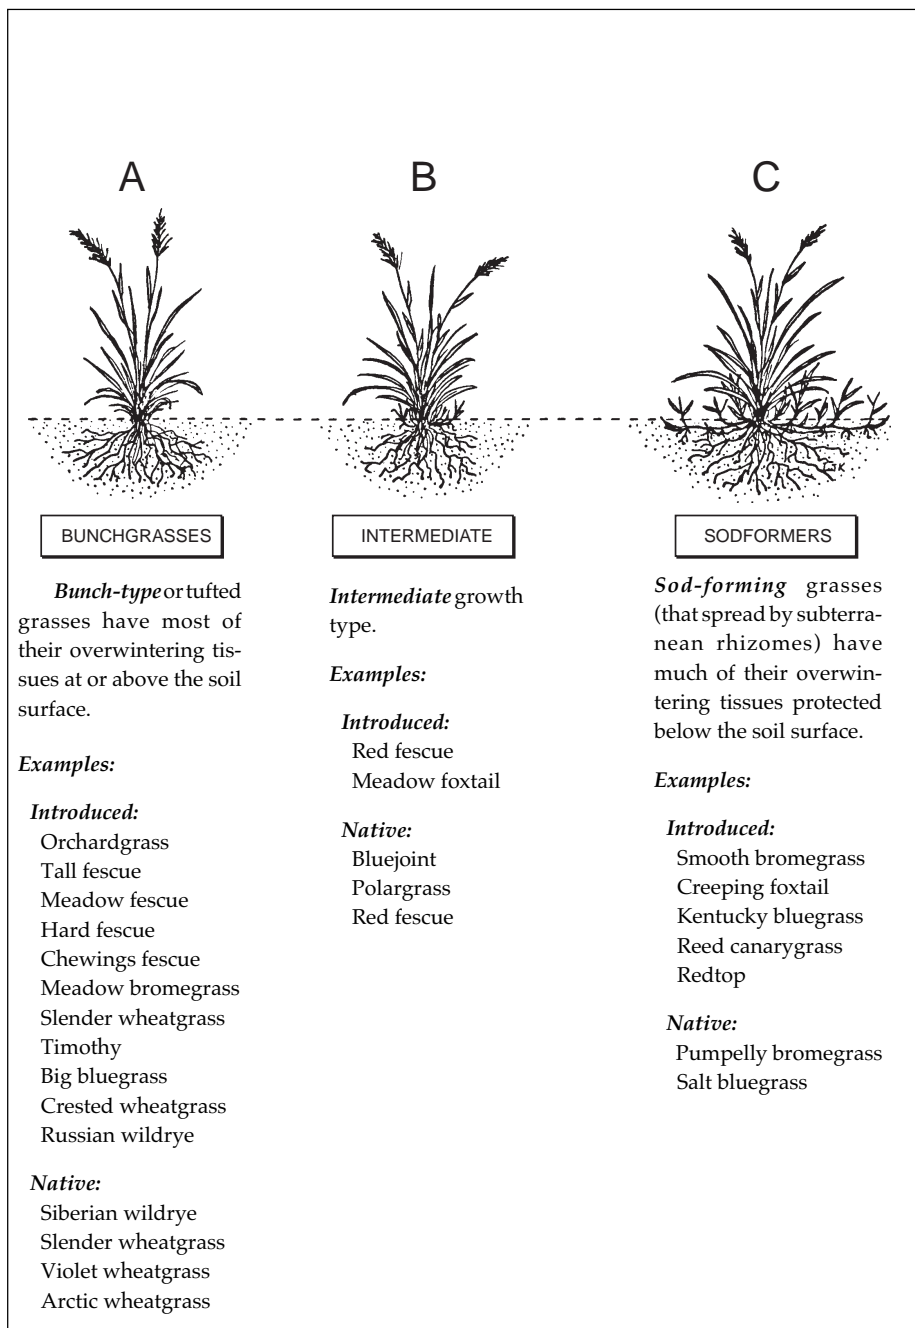 A
B
C
BUNCHGRASSES
Bunch-type or tufted
grasses have most of
their overwintering tis-
sues at or above the soil
surface.
Examples:
Introduced:
Orchardgrass
Tall fescue
Meadow fescue
Hard fescue
Chewings fescue
Meadow bromegrass
Slender wheatgrass
Timothy
Big bluegrass
Crested wheatgrass
Russian wildrye
Native:
Siberian wildrye
Slender wheatgrass
Violet wheatgrass
Arctic wheatgrass
INTERMEDIATE
Intermediate growth
type.
Examples:
Introduced:
Red fescue
Meadow foxtail
Native:
Bluejoint
Polargrass
Red fescue
SODFORMERS
Sod-forming grasses
(that spread by subterra-
nean rhizomes) have
much of their overwin-
tering tissues protected
below the soil surface.
Examples:
Introduced:
Smooth bromegrass
Creeping foxtail
Kentucky bluegrass
Reed canarygrass
Redtop
Native:
Pumpelly bromegrass
Salt bluegrass